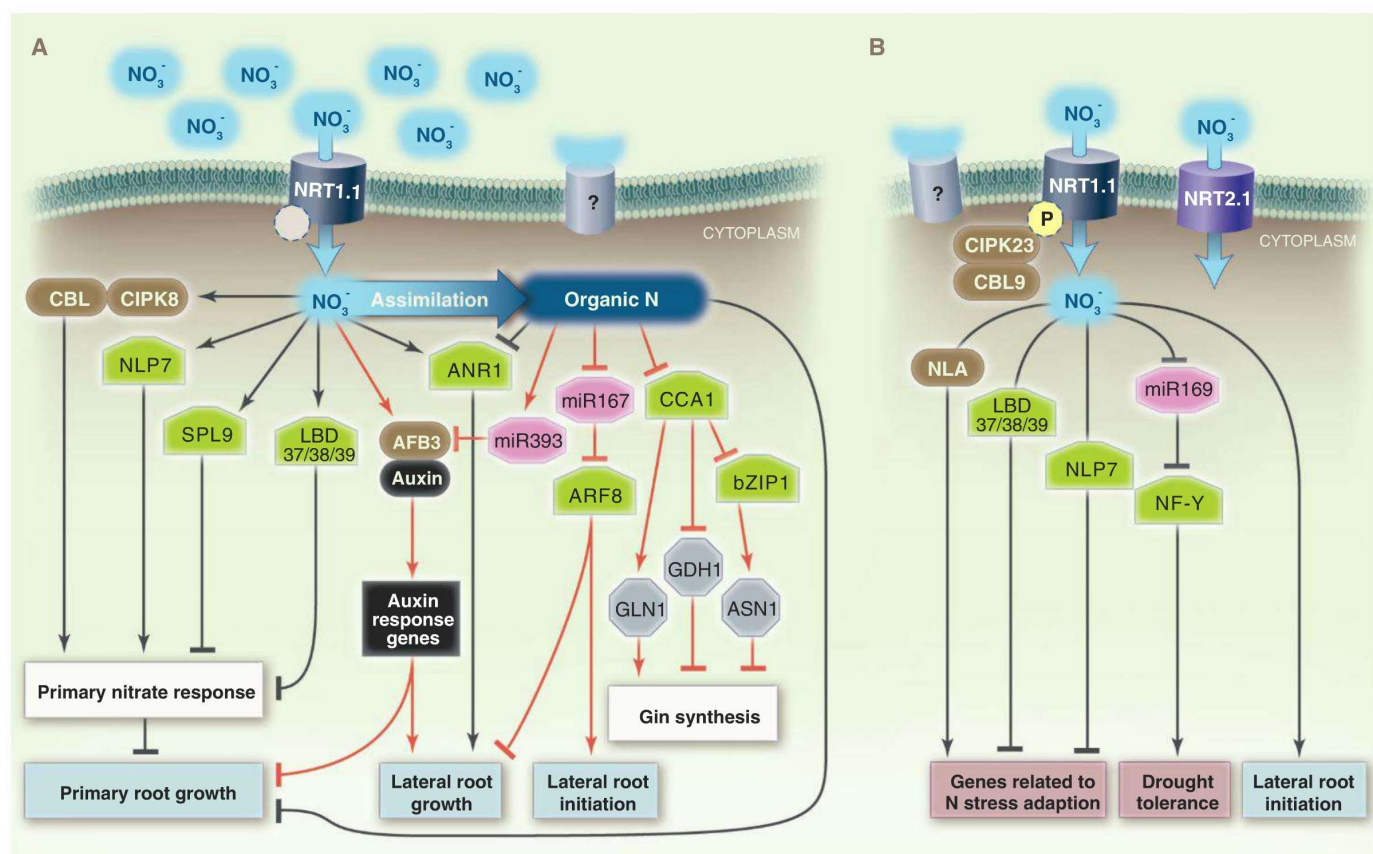 A
NO3-
NO3-
NO3-
NO3-
NO3-
NO3-
NO3-
NRT1.1
?
CYTOPLASM
CBL
CIPK8
NO3-
Assimilation
Organic N
NLP7
ANR1
SPL9
LBD
37/38/39
AFB3
Auxin
miR393
miR167
CCA1
ARF8
bZIP1
GDH1
GLN1
ASN1
Auxin
response
genes
Primary nitrate response
Gin synthesis
Primary root growth
Lateral root
growth
Lateral root
initiation
B
NO3-
NO3-
?
NRT1.1
NRT2.1
P
CIPK23
CBL9
CYTOPLASM
NO3-
NLA
LBD
37/38/39
miR169
NLP7
NF-Y
Genes related to
N stress adaption
Drought
tolerance
Lateral root
initiation